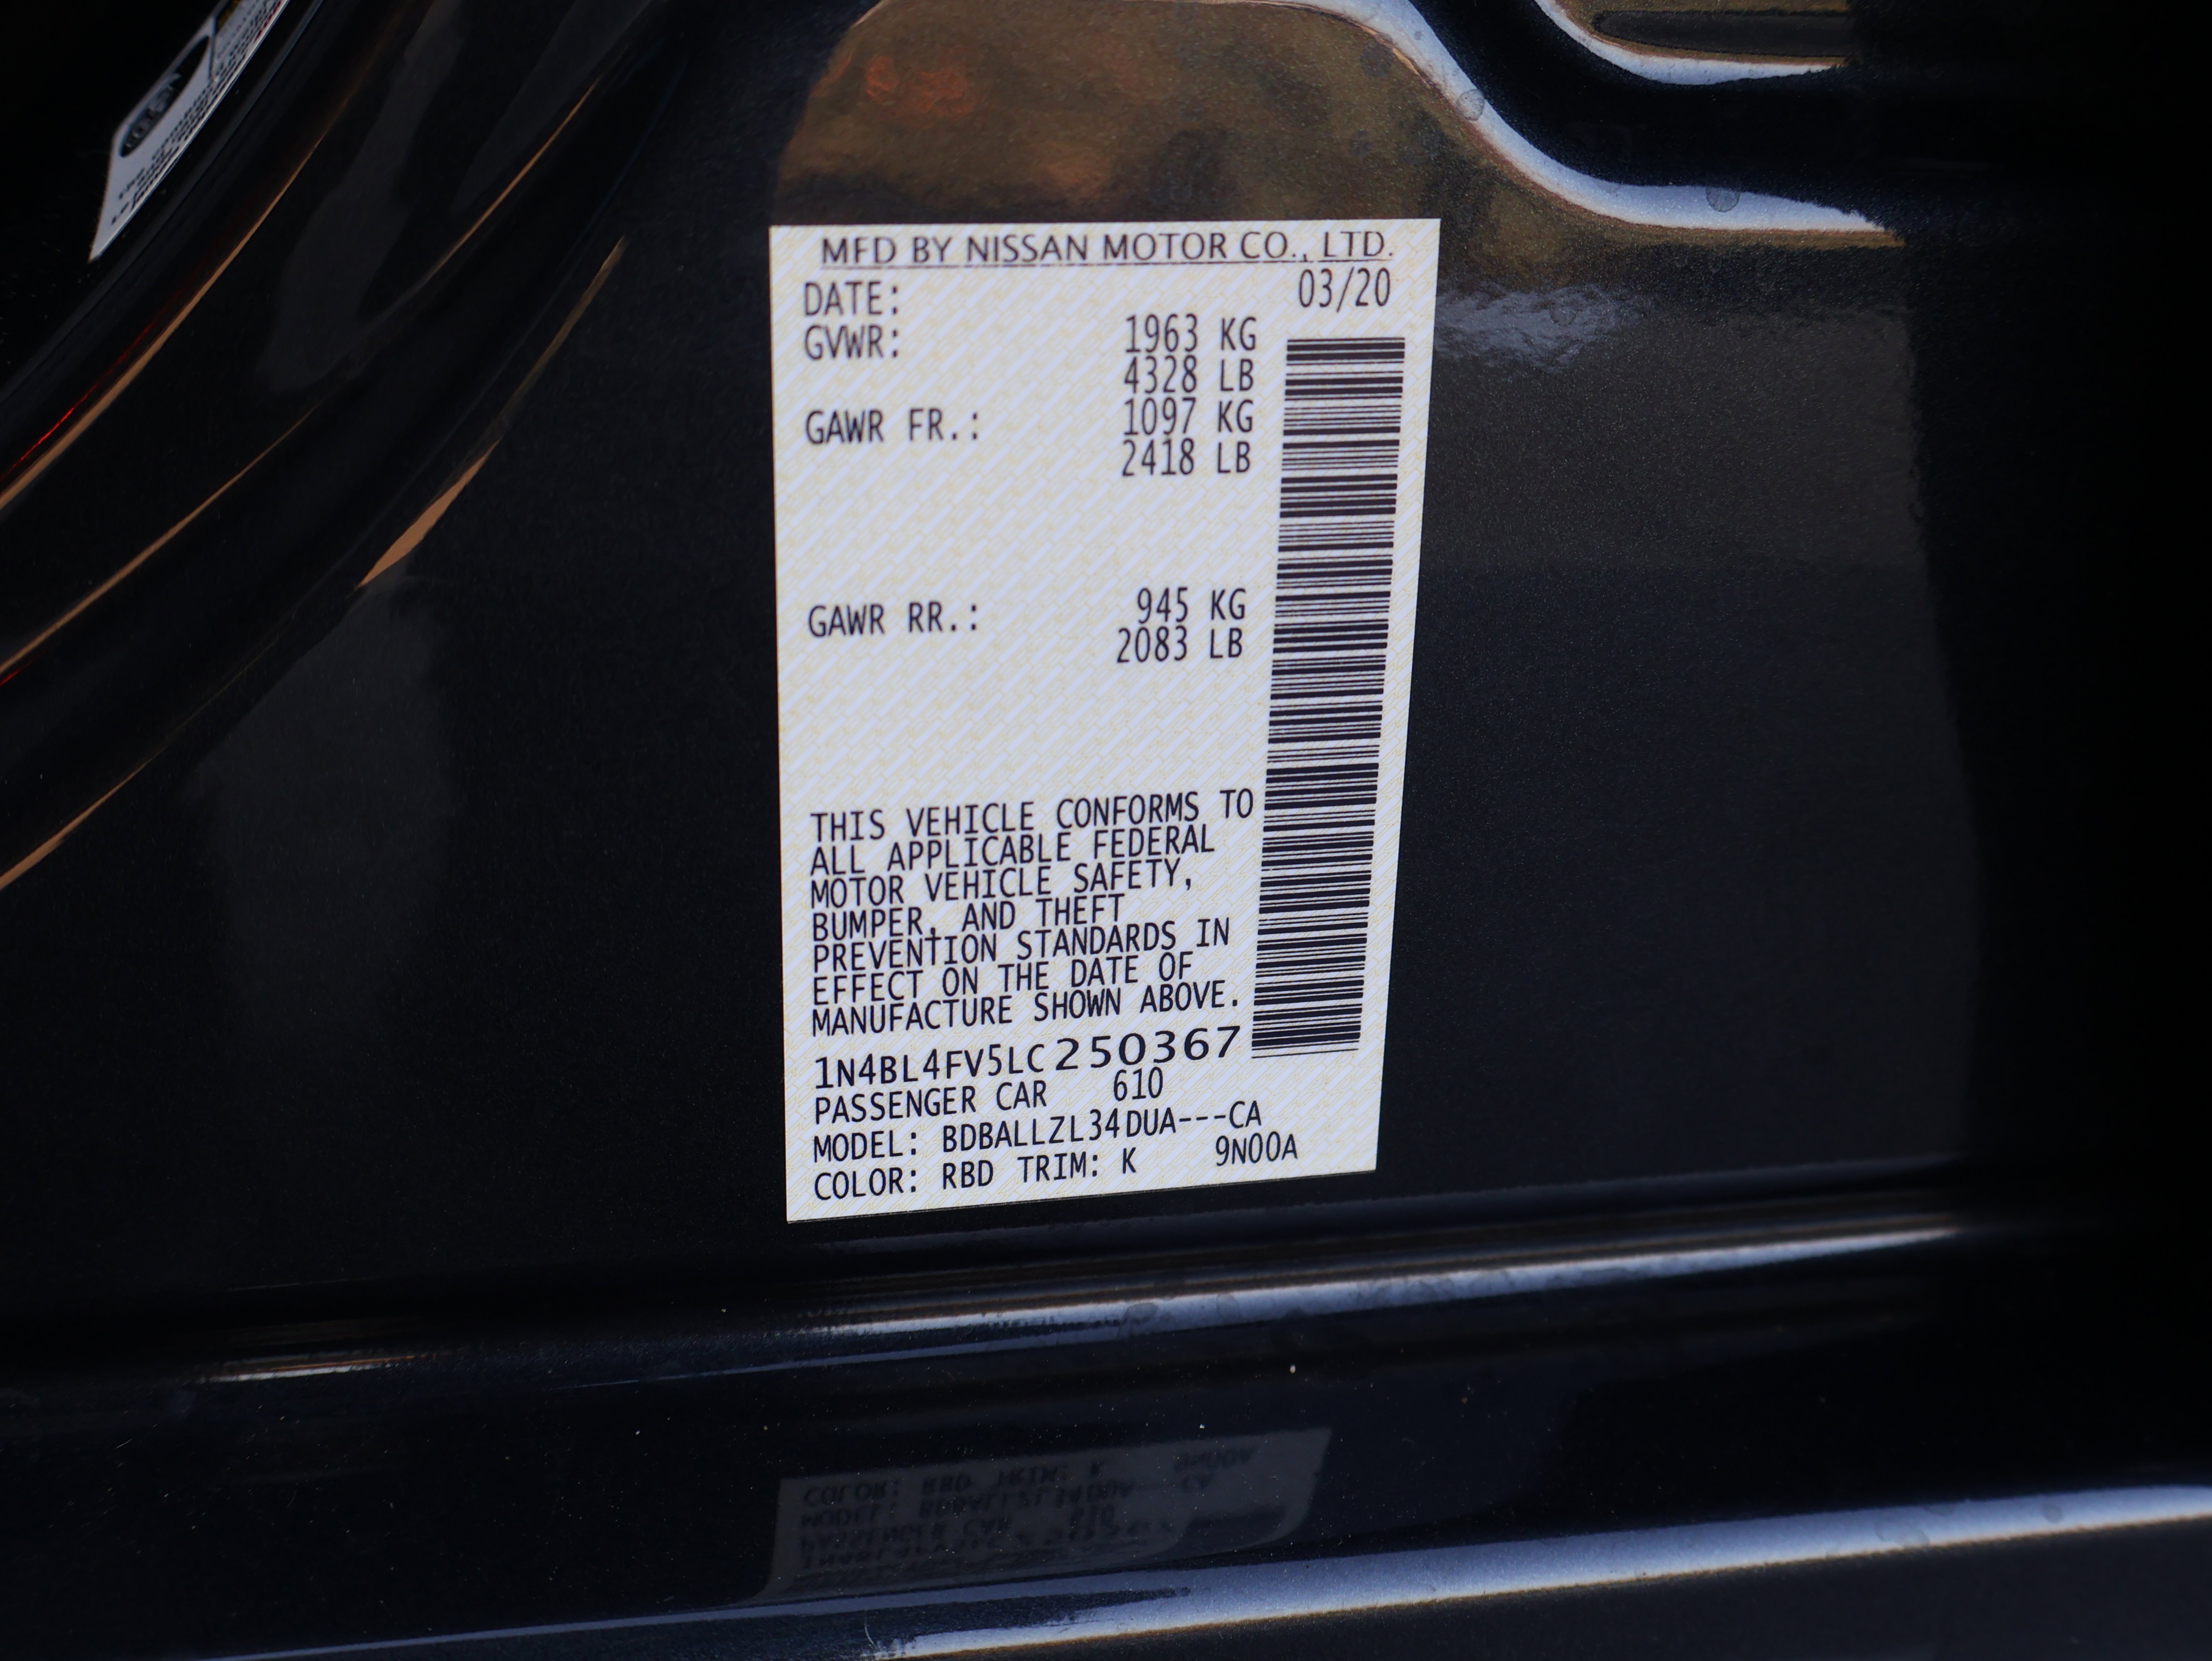 MFD BY NISSAN MOTOR CO., LTD.
DATE: 03/20
GVWR: 1963 KG
4328 LB
GAWR FR.: 1097 KG
2418 LB
GAWR RR.: 945 KG
2083 LB
THIS VEHICLE CONFORMS TO
ALL APPLICABLE FEDERAL
MOTOR VEHICLE SAFETY,
BUMPER, AND THEFT
PREVENTION STANDARDS IN
EFFECT ON THE DATE OF
MANUFACTURE SHOWN ABOVE.
1N4BL4FV5LC250367
PASSENGER CAR 610
MODEL: BDBALLZL34DUA---CA
COLOR: RBD TRIM: K 9N00A